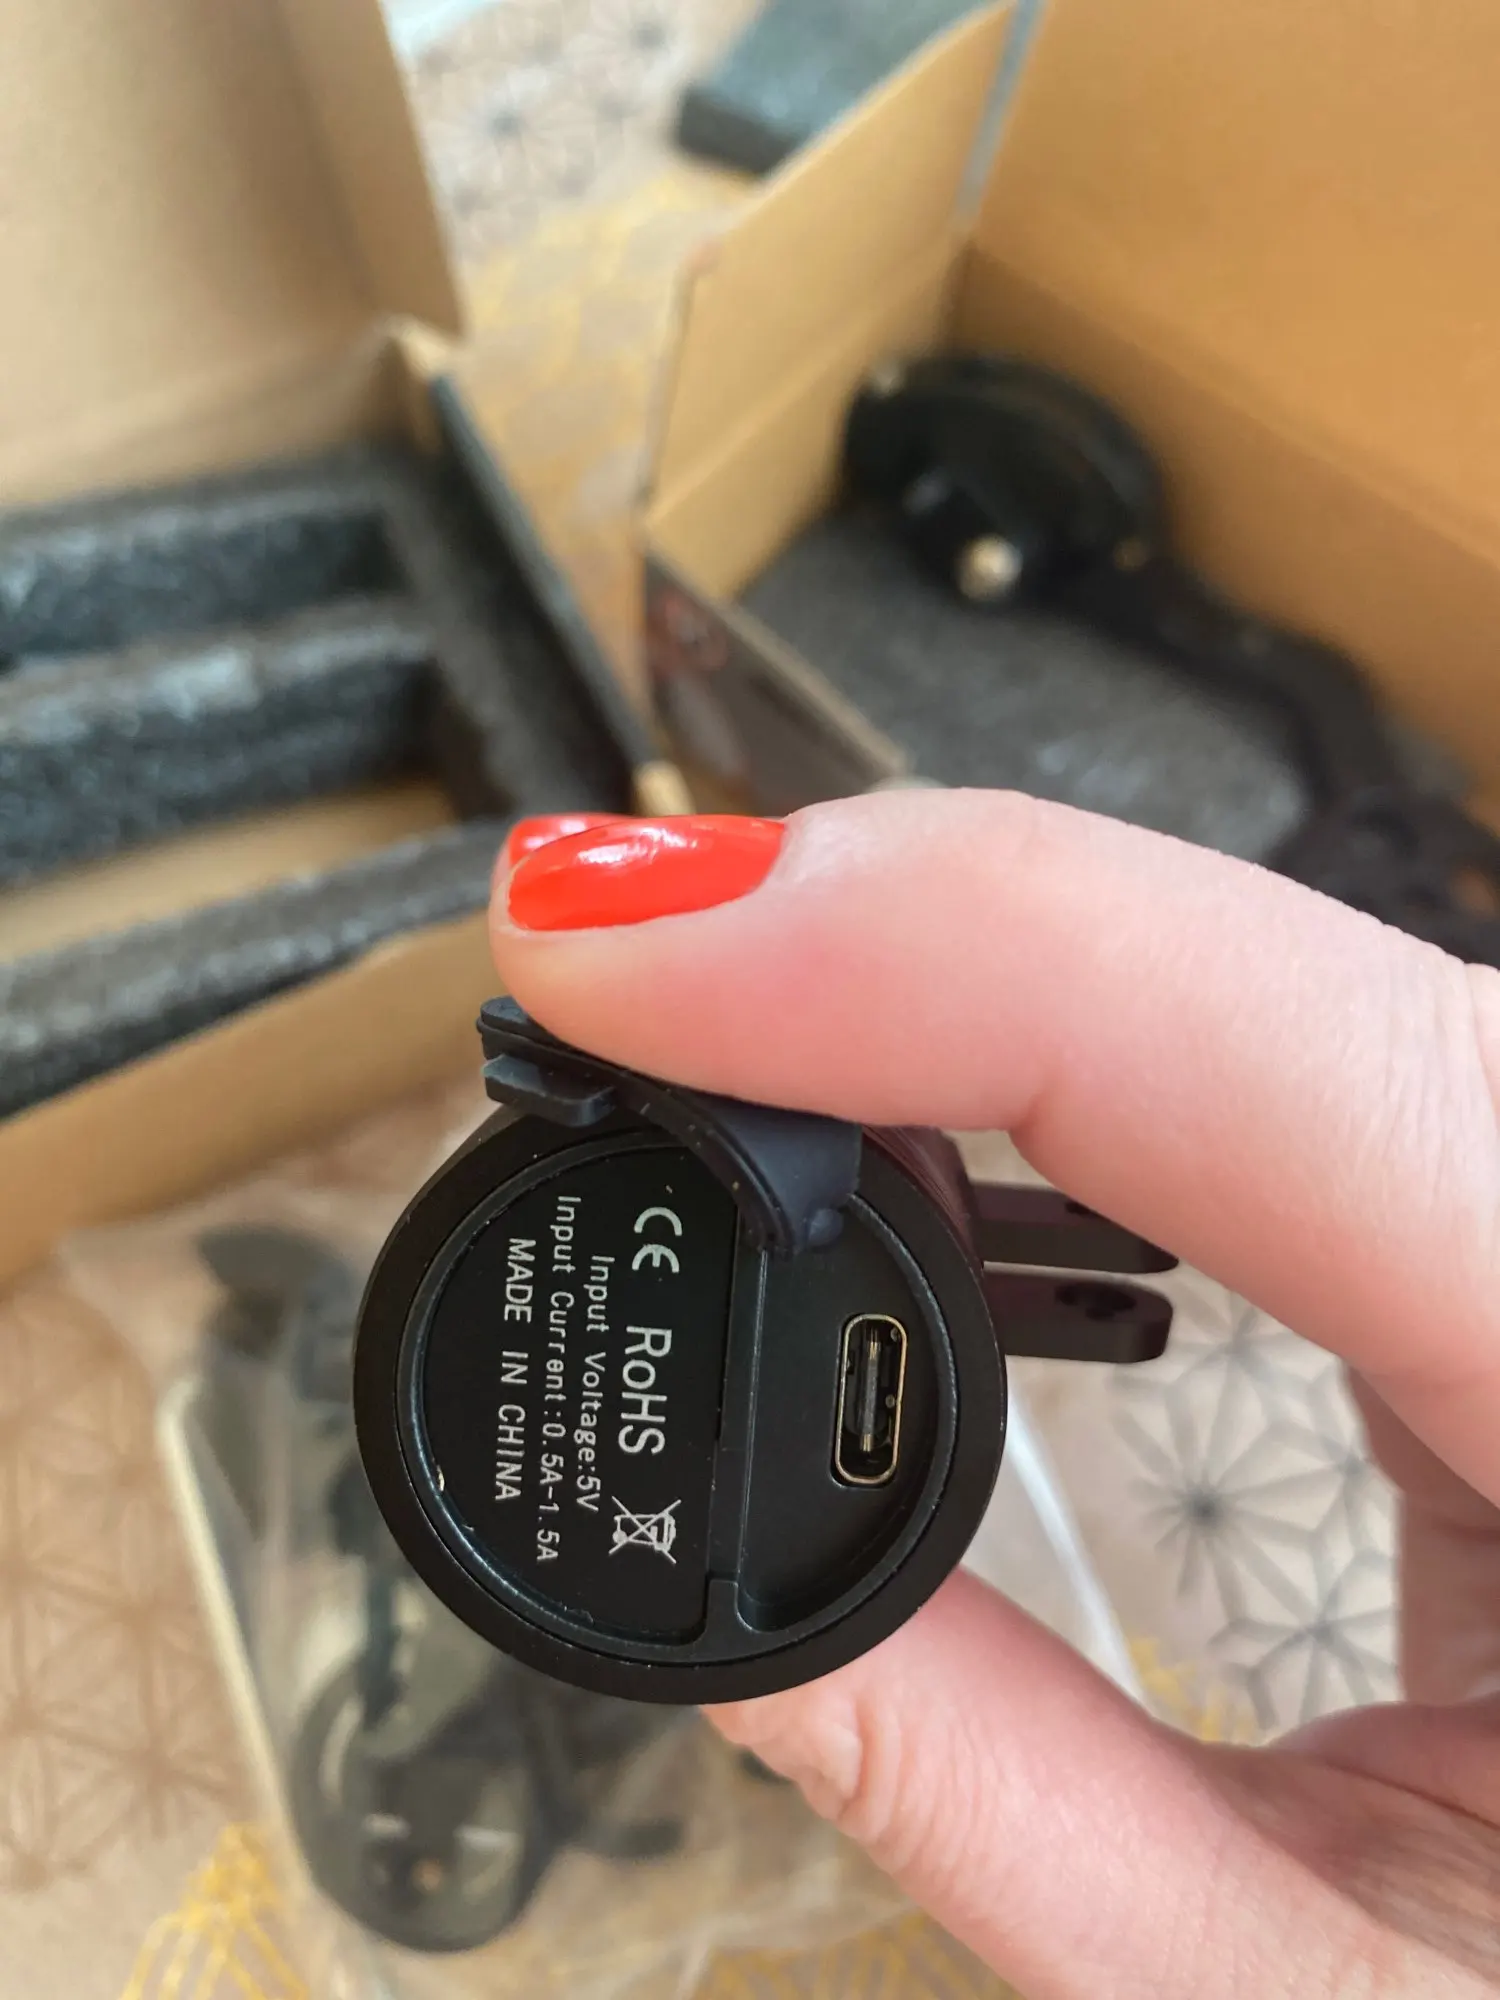 CE RoHS
Input Voltage:5V
Input Current:0.5A-1.5A
MADE IN CHINA